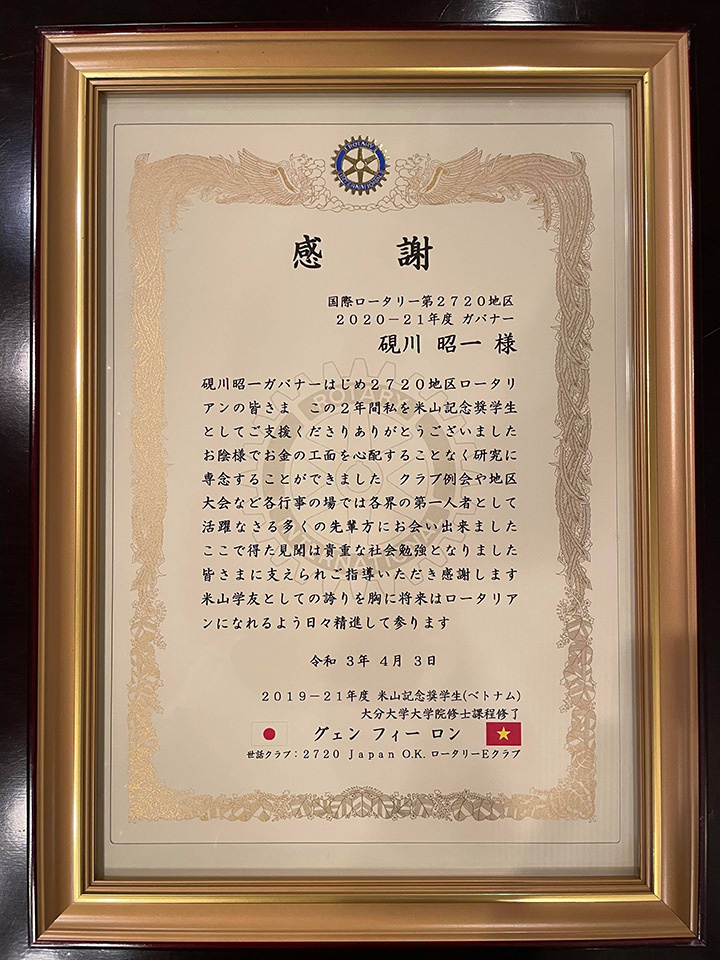 ROTARY
INTERNATIONAL
感 謝
国際ロータリー第2720地区
2020－21年度 ガバナー
硯川 昭一 様
硯川昭一ガバナーはじめ2720地区ロータリ
アンの皆さま　この2年間私を米山記念奨学生
としてご支援くださりありがとうございました
お陰様でお金の工面を心配することなく研究に
専念することができました　クラブ例会や地区
大会など各行事の場では各界の第一人者として
活躍なさる多くの先輩方にお会い出来ました
ここで得た見聞は貴重な社会勉強となりました
皆さまに支えられご指導いただき感謝します
米山学友としての誇りを胸に将来はロータリア
ンになれるよう日々精進して参ります
ROTARY
INTERNATIONAL
令和 3年 4月 3日
2019－21年度 米山記念奨学生(ベトナム)
大分大学大学院修士課程修了
グェン フィー ロン
世話クラブ：2720 Japan O.K. ロータリーEクラブ